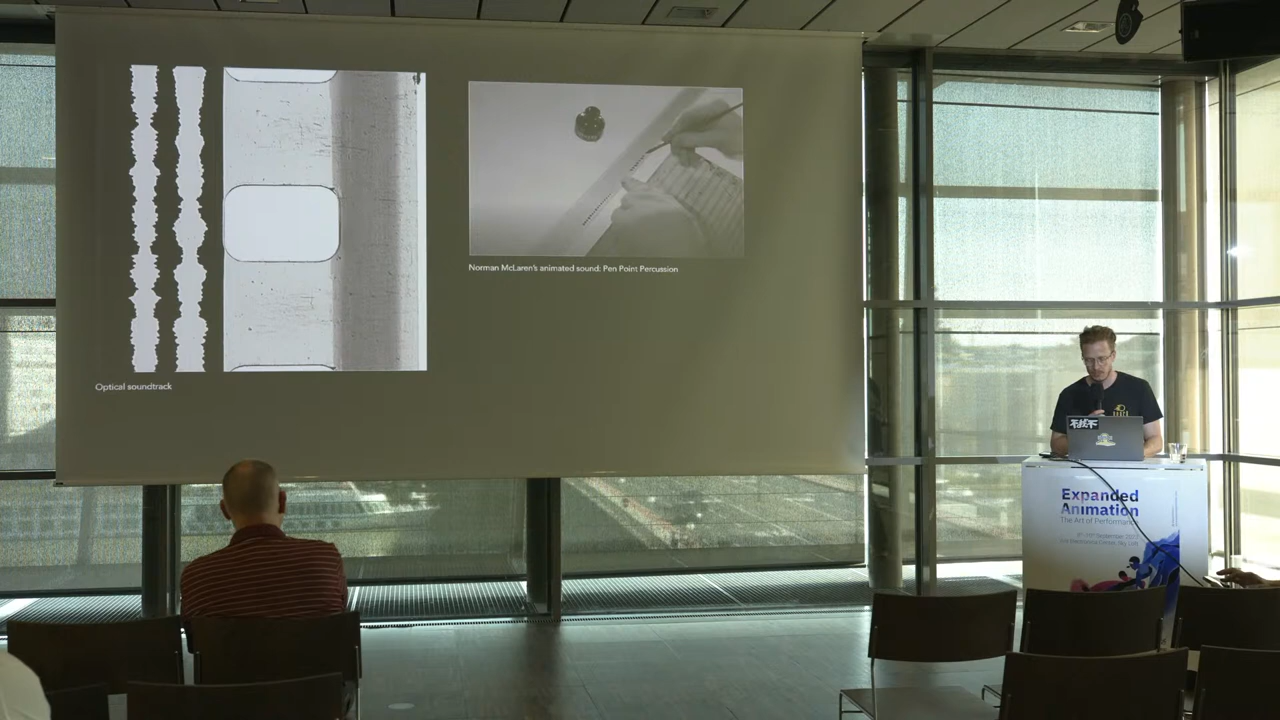 Norman McLaren's animated sound: Pen Point Percussion
Optical soundtrack
Expanded
Animation
The Art of Performance